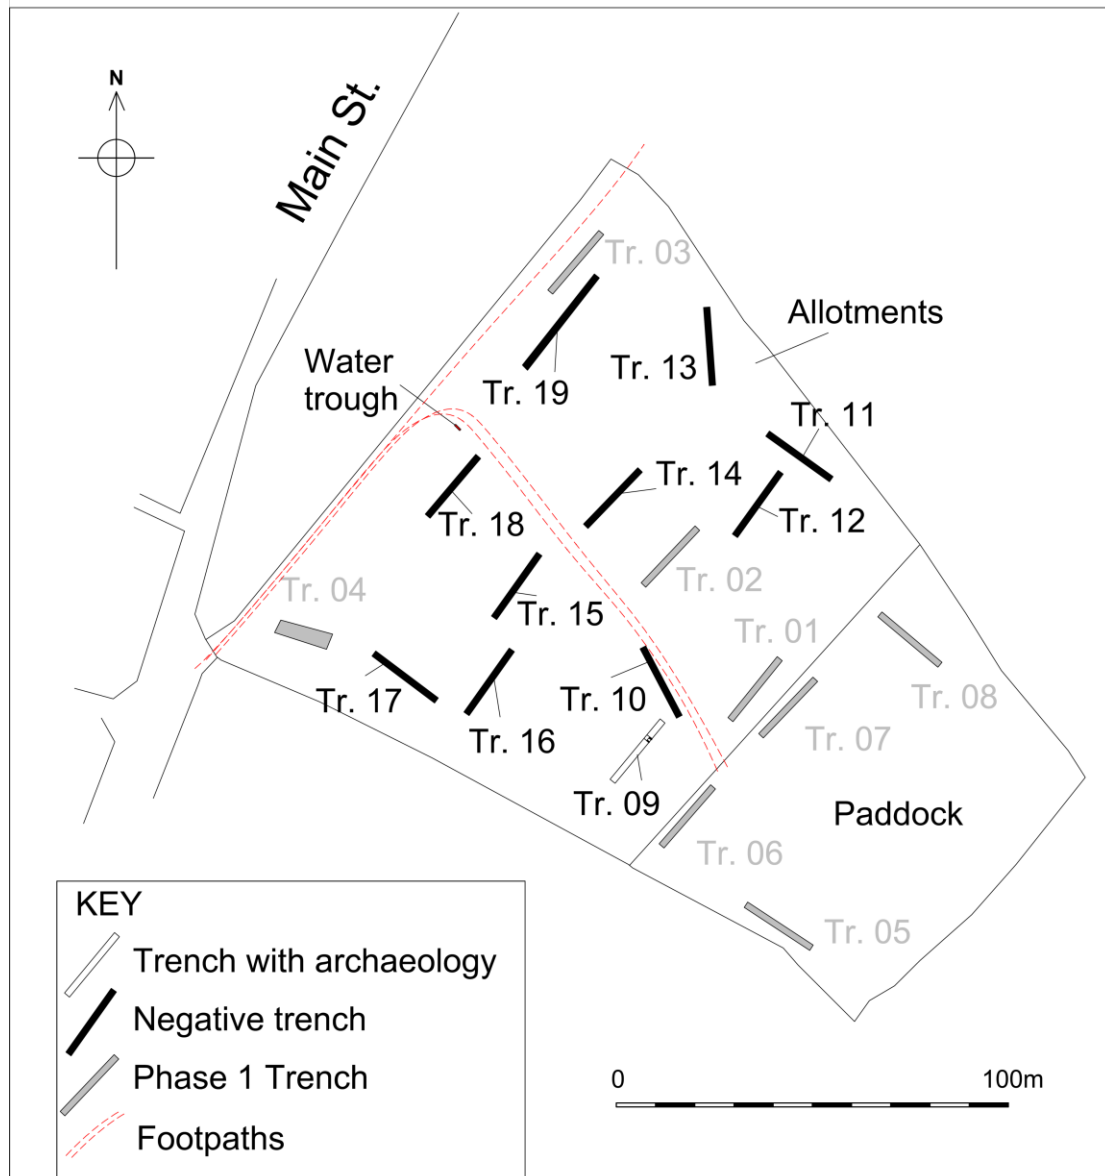 N
Main St.
Tr. 03
Allotments
Water
trough
Tr. 13
Tr. 19
Tr. 11
Tr. 14
Tr. 18
Tr. 12
Tr. 02
Tr. 04
Tr. 15
Tr. 01
Tr. 17
Tr. 10
Tr. 08
Tr. 16
Tr. 07
Tr. 09
Paddock
Tr. 06
Tr. 05
KEY
Trench with archaeology
Negative trench
Phase 1 Trench
Footpaths
0 100m